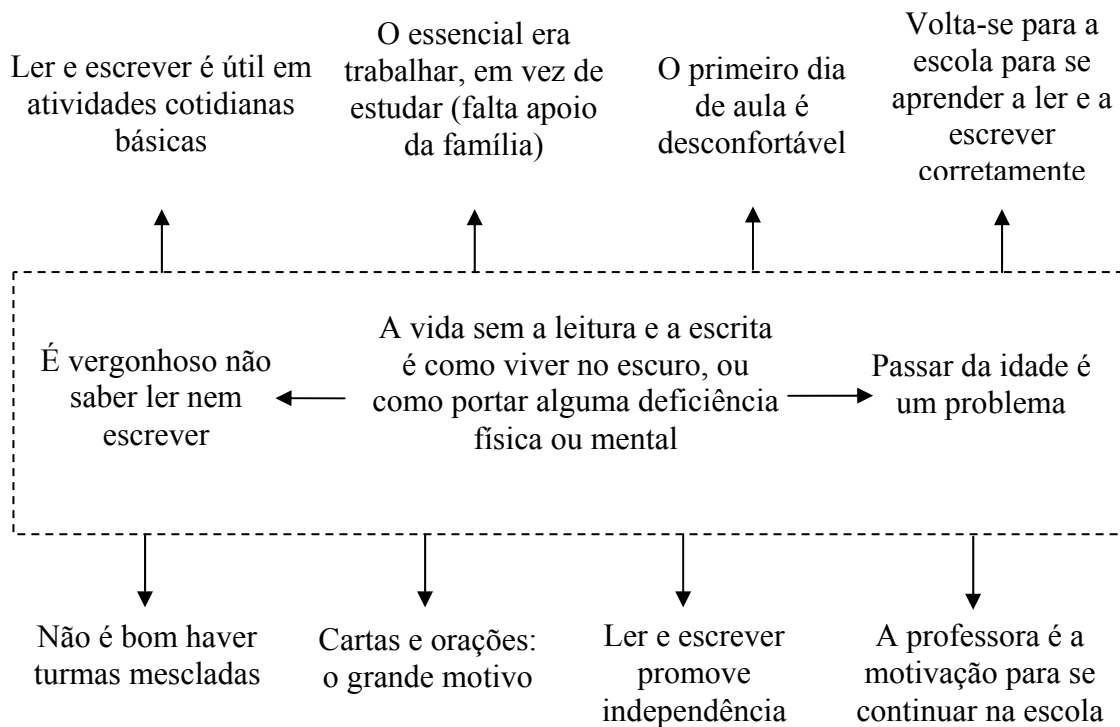 Ler e escrever é útil em
atividades cotidianas
básicas
O essencial era
trabalhar, em vez de
estudar (falta apoio
da família)
O primeiro dia
de aula é
desconfortável
Volta-se para a
escola para se
aprender a ler e a
escrever
corretamente
É vergonhoso não
saber ler nem
escrever
A vida sem a leitura e a escrita
é como viver no escuro, ou
como portar alguma deficiência
física ou mental
Passar da idade é
um problema
Não é bom haver
turmas mescladas
Cartas e orações:
o grande motivo
Ler e escrever
promove
independência
A professora é a
motivação para se
continuar na escola